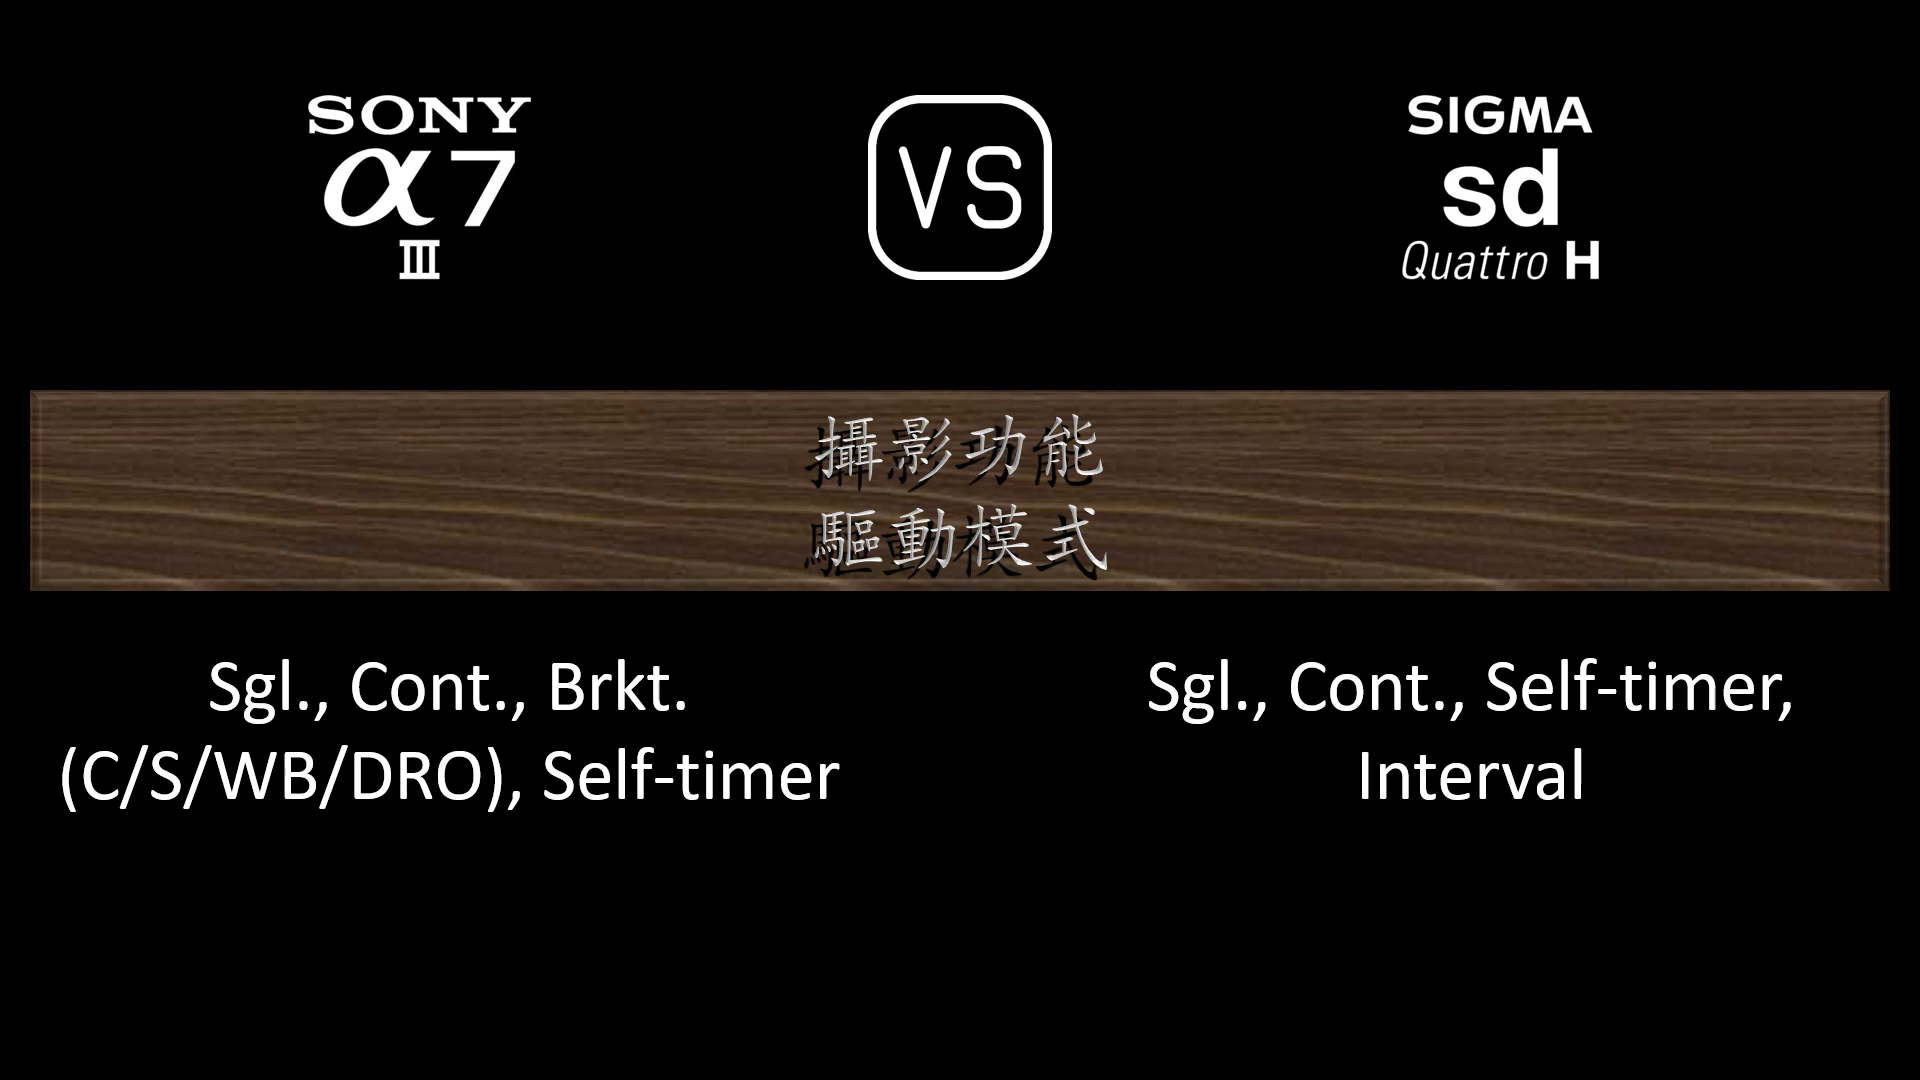 SONY
α7
III
VS
SIGMA
sd
Quattro H
攝影功能
驅動模式
Sgl., Cont., Brkt.
(C/S/WB/DRO), Self-timer
Sgl., Cont., Self-timer,
Interval